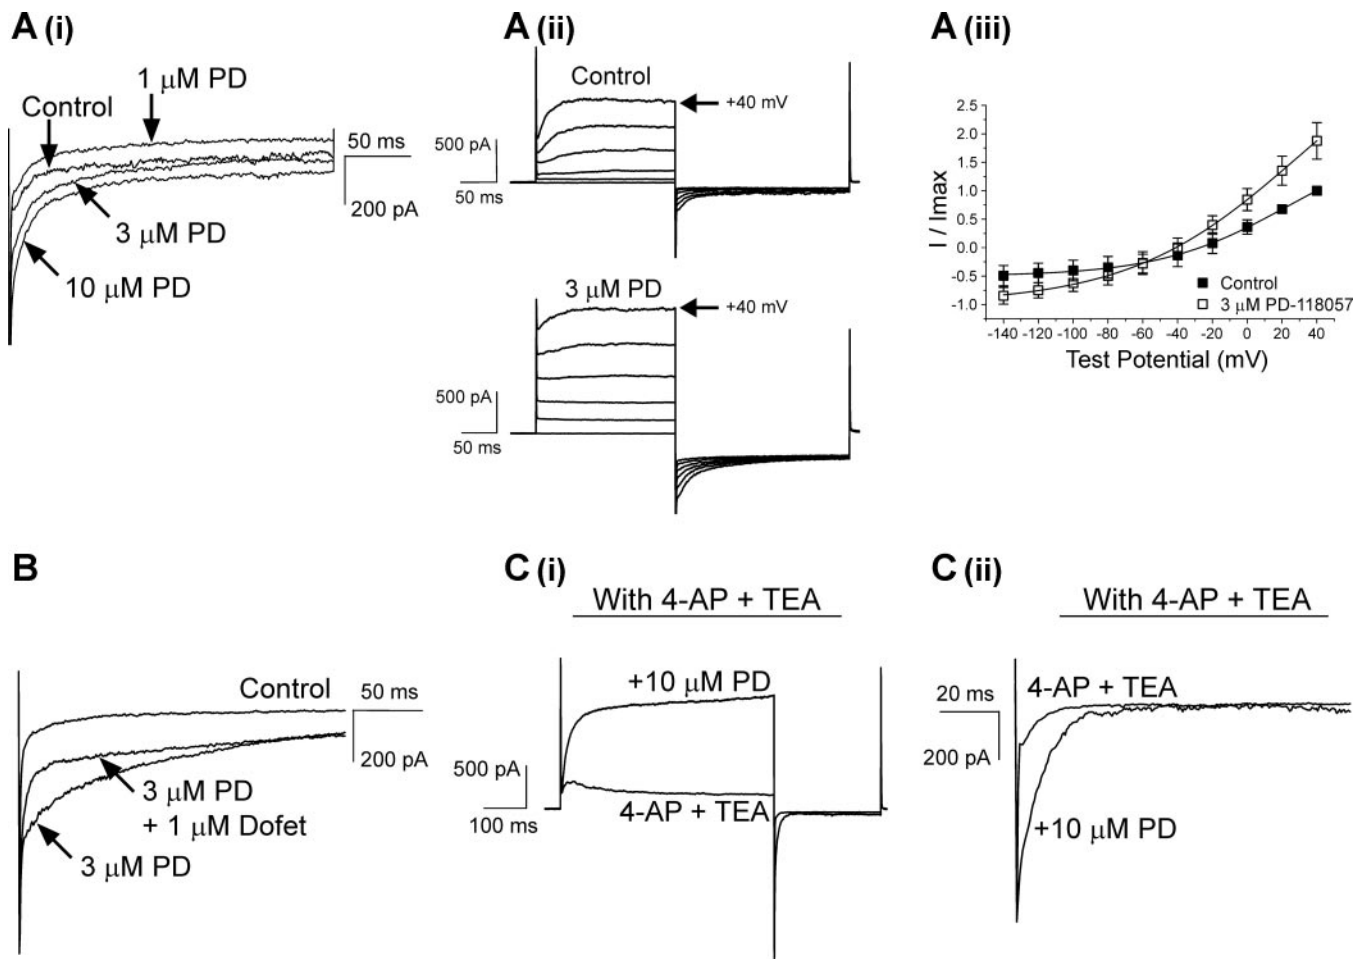 A (i)
1 μM PD
Control
50 ms
200 pA
3 μM PD
10 μM PD
A (ii)
Control
+40 mV
500 pA
50 ms
3 μM PD
+40 mV
500 pA
50 ms
A (iii)
2.5
2.0
1.5
1.0
0.5
0.0
-0.5
-1.0
I / Imax
Control
3 μM PD-118057
-140 -120 -100 -80 -60 -40 -20 0 20 40
Test Potential (mV)
B
Control
50 ms
200 pA
3 μM PD
+ 1 μM Dofet
3 μM PD
C (i)
With 4-AP + TEA
+10 μM PD
500 pA
100 ms
4-AP + TEA
C (ii)
With 4-AP + TEA
20 ms
200 pA
4-AP + TEA
+10 μM PD